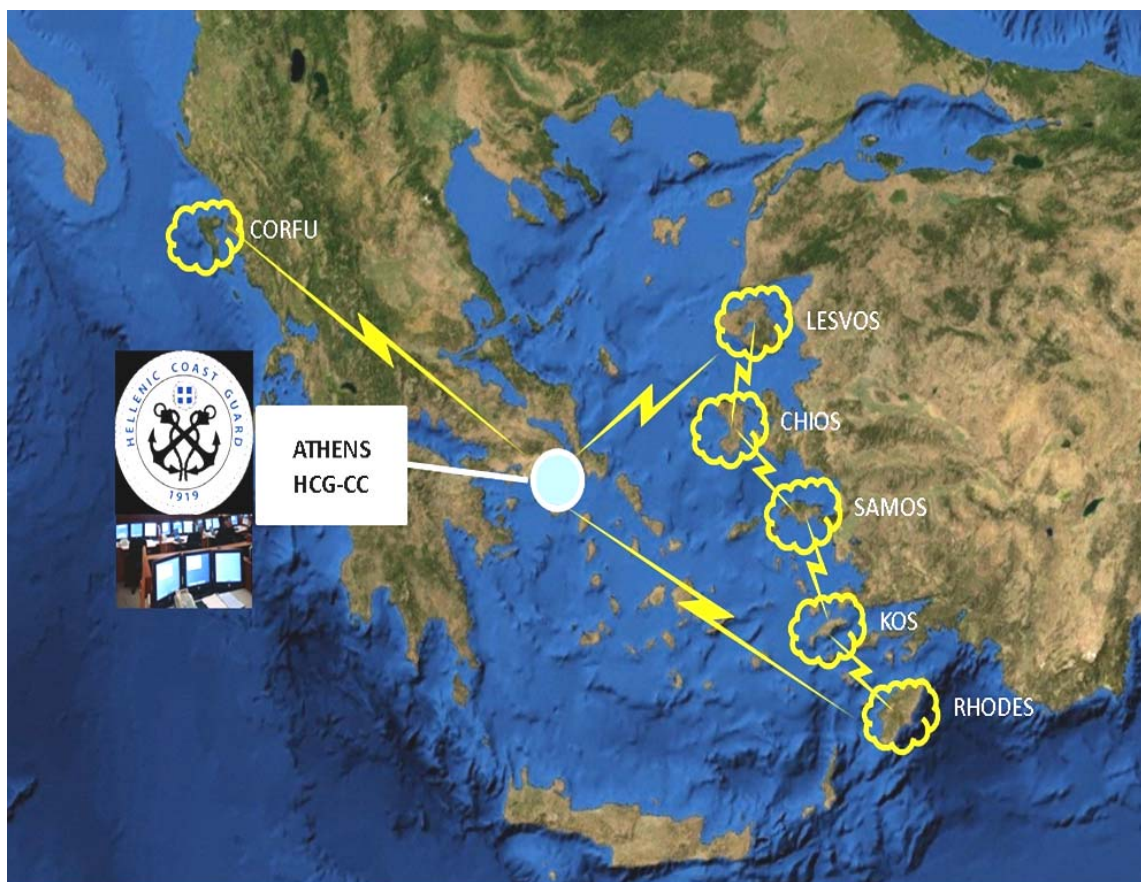 CORFU
LESVOS
HELLENIC COAST GUARD
1919
CHIOS
ATHENS
HCG-CC
SAMOS
KOS
RHODES